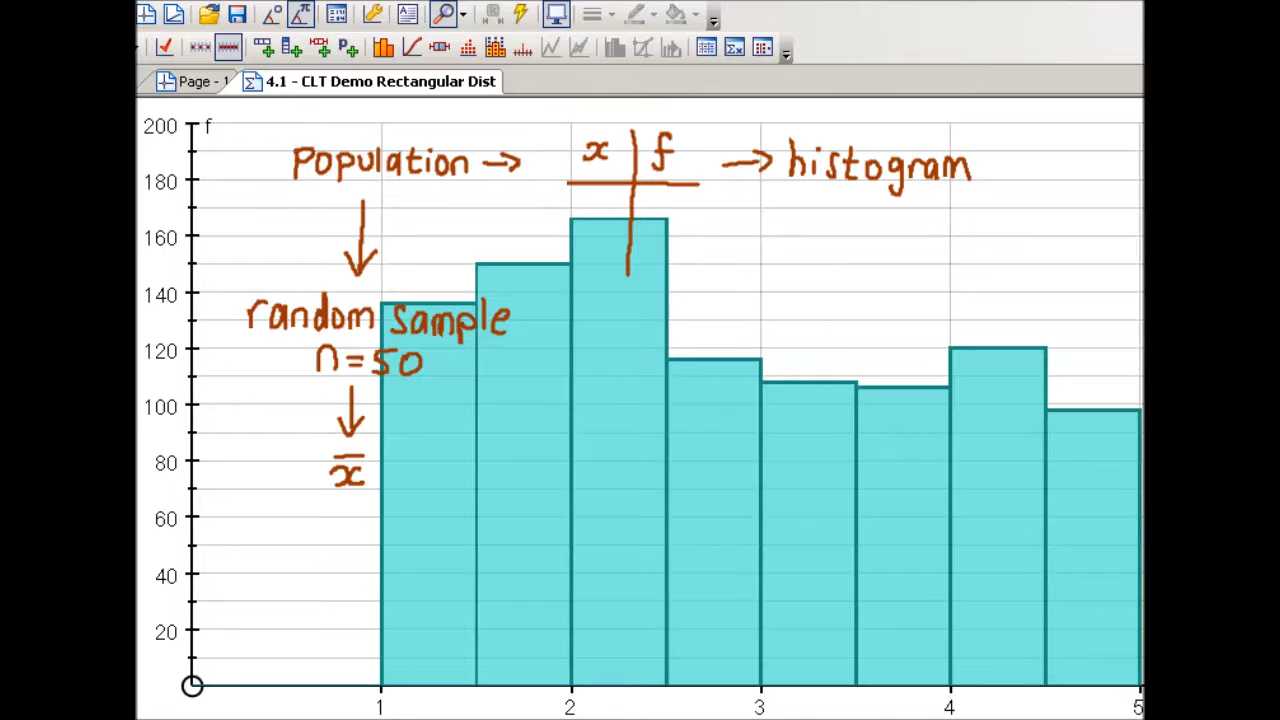 Page - 1
4.1 - CLT Demo Rectangular Dist
200 f
180
160
140
120
100
80
60
40
20
1 2 3 4 5
Population → x f → histogram
random sample
n = 50
x̄